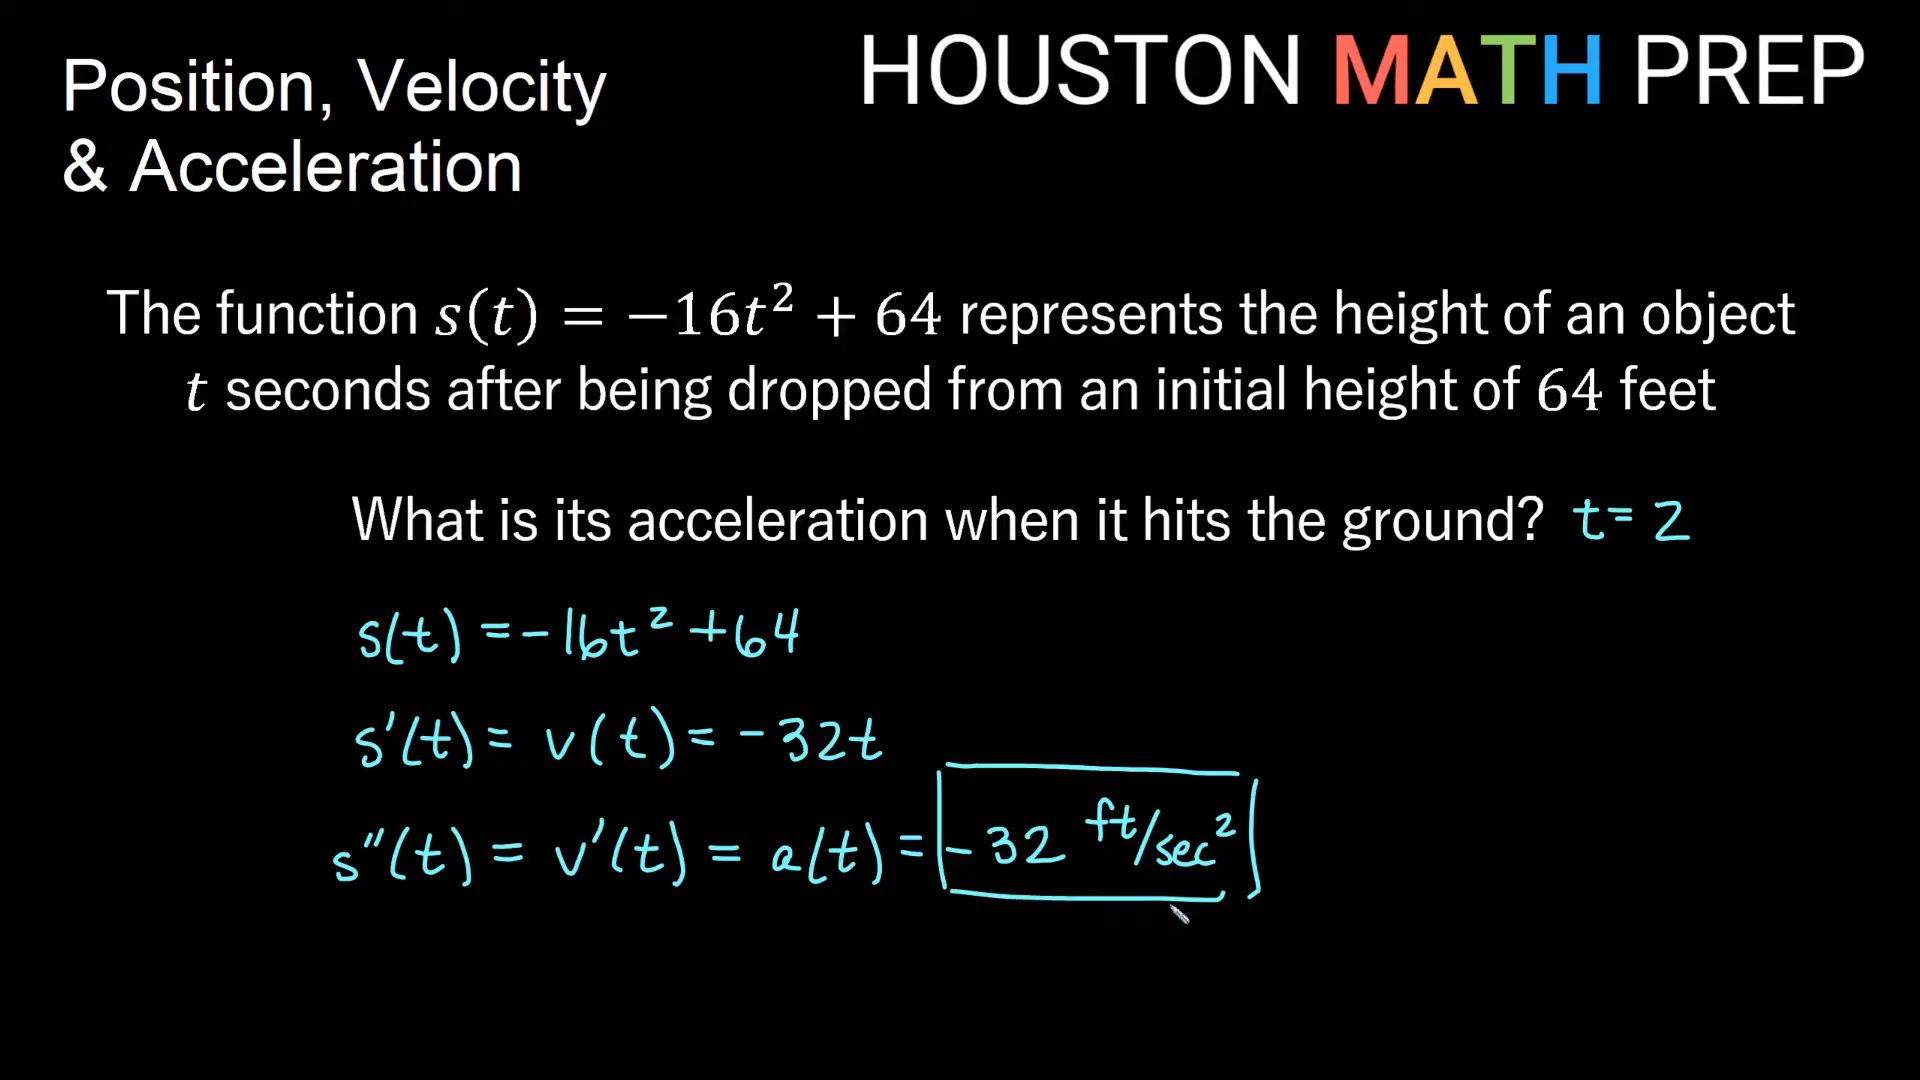 Position, Velocity
& Acceleration
HOUSTON MATH PREP
The function s(t) = −16t² + 64 represents the height of an object
t seconds after being dropped from an initial height of 64 feet
What is its acceleration when it hits the ground? t = 2
s(t) = -16t² + 64
s'(t) = v(t) = -32t
s''(t) = v'(t) = a(t) = -32 ft/sec²